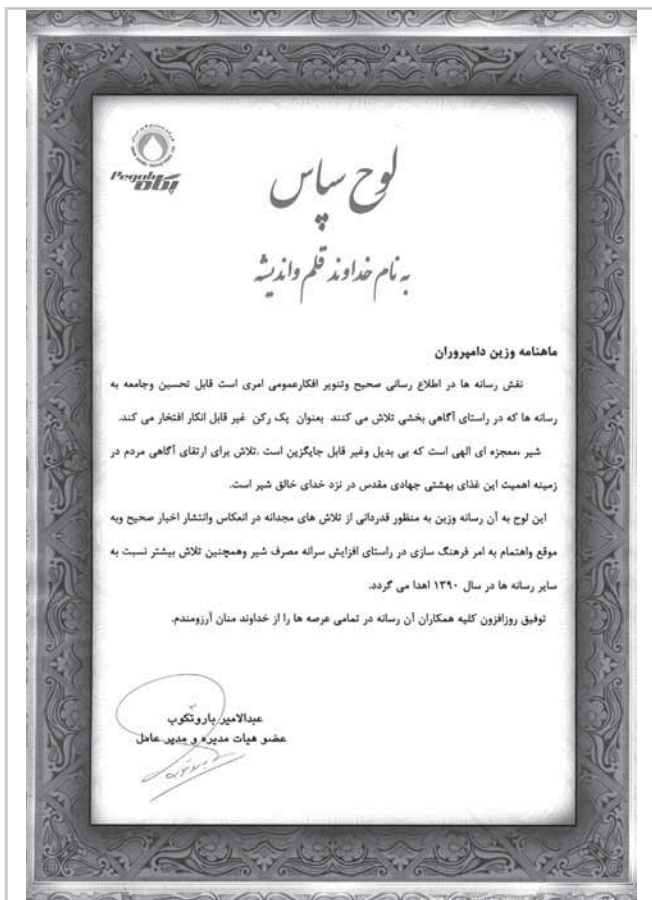 Pegah
پگاه
لوح سپاس
به نام خداوند قلم واندیشه
ماهنامه وزین دامپروران
نقش رسانه ها در اطلاع رسانی صحیح وتنویر افکارعمومی امری است قابل تحسین وجامعه به
رسانه ها که در راستای آگاهی بخشی تلاش می کنند بعنوان یک رکن غیر قابل انکار افتخار می کند.
شیر ،معجزه ای الهی است که بی بدیل وغیر قابل جایگزین است .تلاش برای ارتقای آگاهی مردم در
زمینه اهمیت این غذای بهشتی جهادی مقدس در نزد خدای خالق شیر است.
این لوح به آن رسانه وزین به منظور قدردانی از تلاش های مجدانه در انعکاس وانتشار اخبار صحیح وبه
موقع واهتمام به امر فرهنگ سازی در راستای افزایش سرانه مصرف شیر وهمچنین تلاش بیشتر نسبت به
سایر رسانه ها در سال ۱۳۹۰ اهدا می گردد.
توفیق روزافزون کلیه همکاران آن رسانه در تمامی عرصه ها را از خداوند منان آرزومندم.
عبدالامیر باروتکوب
عضو هیات مدیره و مدیر عامل